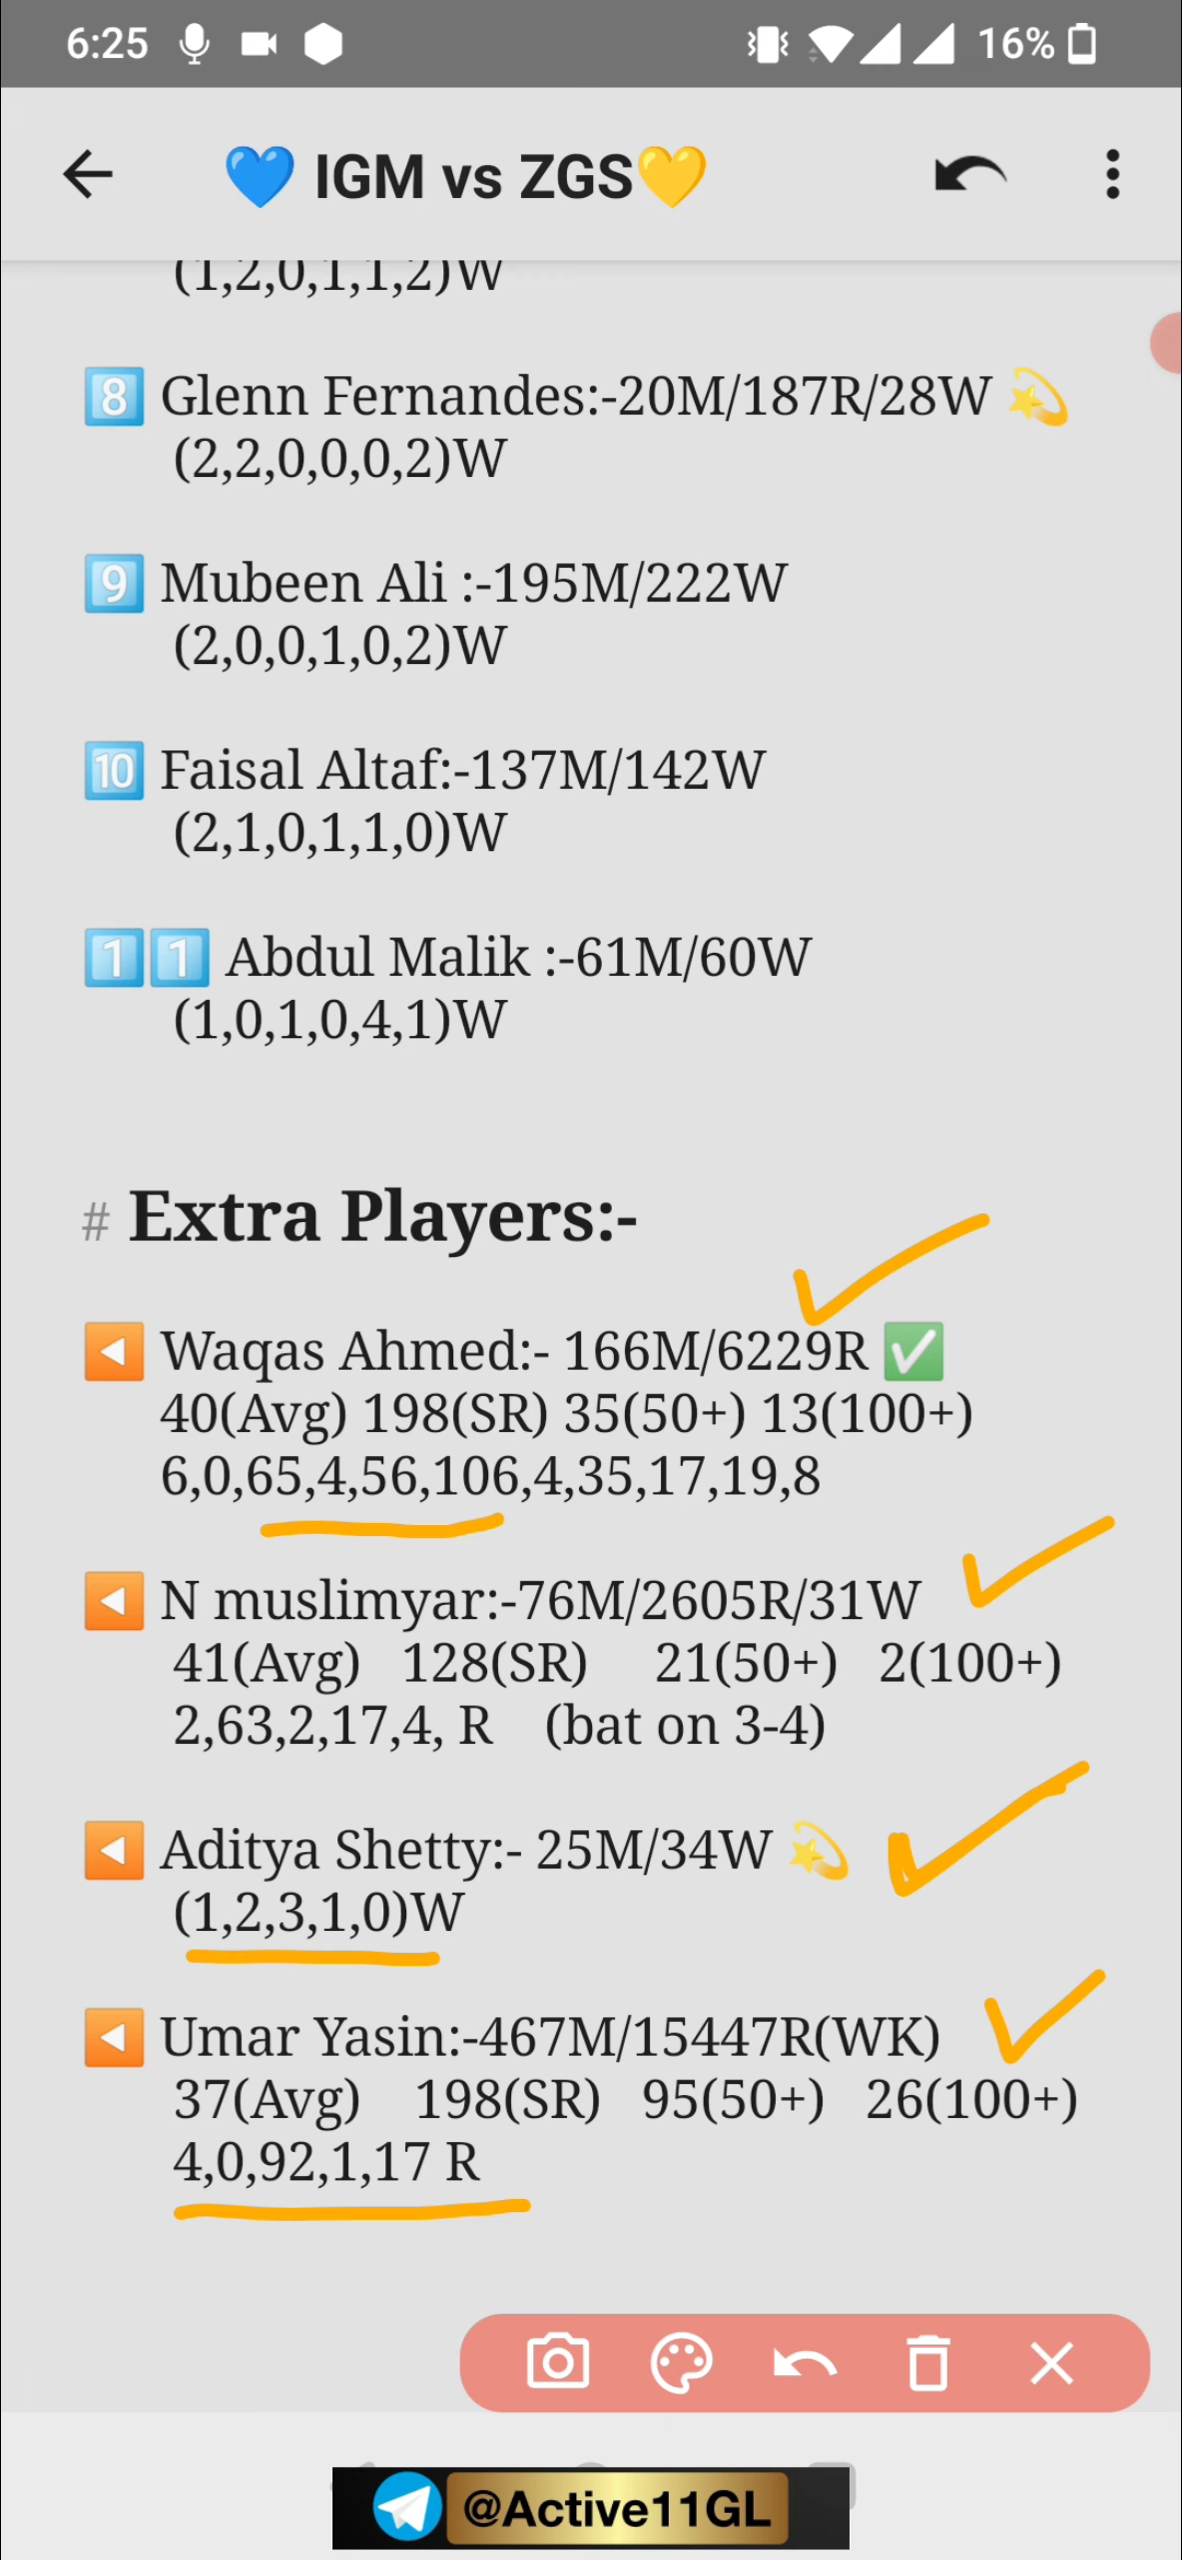 6:25
16%
💙 IGM vs ZGS💛
(1,2,0,1,1,2)W
8️⃣ Glenn Fernandes:-20M/187R/28W 💫
(2,2,0,0,0,2)W
9️⃣ Mubeen Ali :-195M/222W
(2,0,0,1,0,2)W
🔟 Faisal Altaf:-137M/142W
(2,1,0,1,1,0)W
1️⃣1️⃣ Abdul Malik :-61M/60W
(1,0,1,0,4,1)W
# Extra Players:-
◀️ Waqas Ahmed:- 166M/6229R ✅
40(Avg) 198(SR) 35(50+) 13(100+)
6,0,65,4,56,106,4,35,17,19,8
◀️ N muslimyar:-76M/2605R/31W
41(Avg) 128(SR) 21(50+) 2(100+)
2,63,2,17,4, R (bat on 3-4)
◀️ Aditya Shetty:- 25M/34W 💫
(1,2,3,1,0)W
◀️ Umar Yasin:-467M/15447R(WK)
37(Avg) 198(SR) 95(50+) 26(100+)
4,0,92,1,17 R
@Active11GL